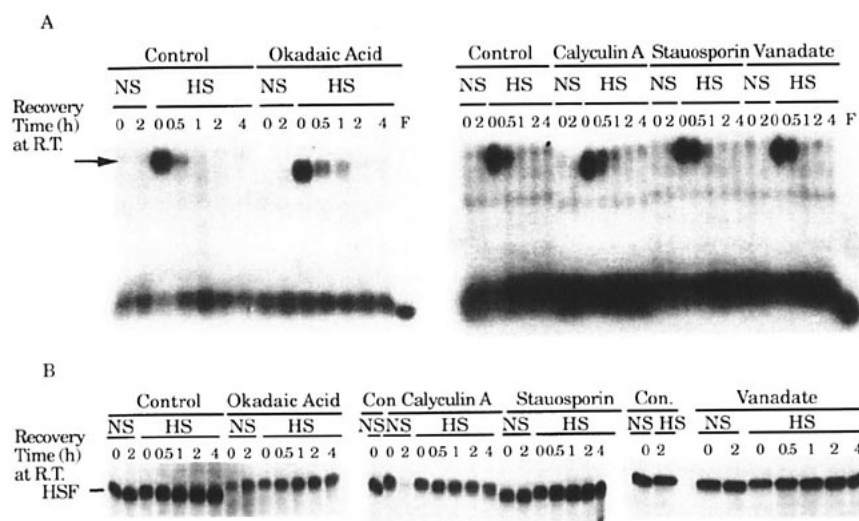 A
Control Okadaic Acid Control Calyculin A Stauosporin Vanadate
NS HS NS HS NS HS NS HS NS HS NS HS
Recovery
Time (h)
at R.T.
0 2 0 0.5 1 2 4 0 2 0 0.5 1 2 4 F 0 2 0 0.5 1 2 4 0 2 0 0.5 1 2 4 0 2 0 0.5 1 2 4 0 2 0 0.5 1 2 4 F
B
Control Okadaic Acid Con Calyculin A Stauosporin Con. Vanadate
NS HS NS HS NS NS HS NS HS NS HS NS HS
Recovery
Time (h)
at R.T.
0 2 0 0.5 1 2 4 0 2 0 0.5 1 2 4 0 0 2 0 0.5 1 2 4 0 2 0 0.5 1 2 4 0 2 0 2 0 0.5 1 2 4
HSF